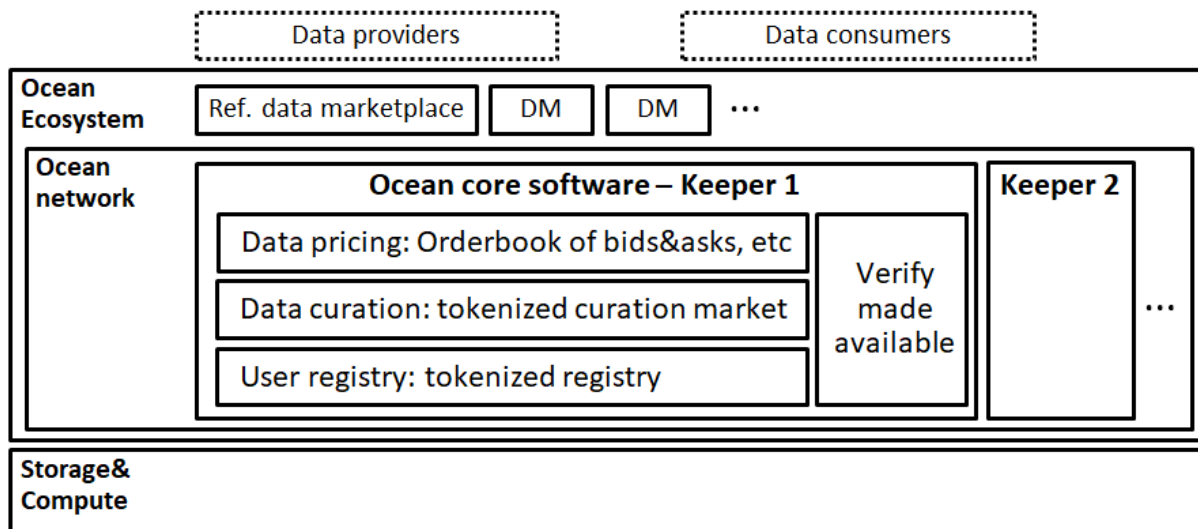 Data providers
Data consumers
Ocean
Ecosystem
Ref. data marketplace
DM
DM
...
Ocean
network
Ocean core software – Keeper 1
Keeper 2
Data pricing: Orderbook of bids&asks, etc
Data curation: tokenized curation market
User registry: tokenized registry
Verify
made
available
...
Storage&
Compute